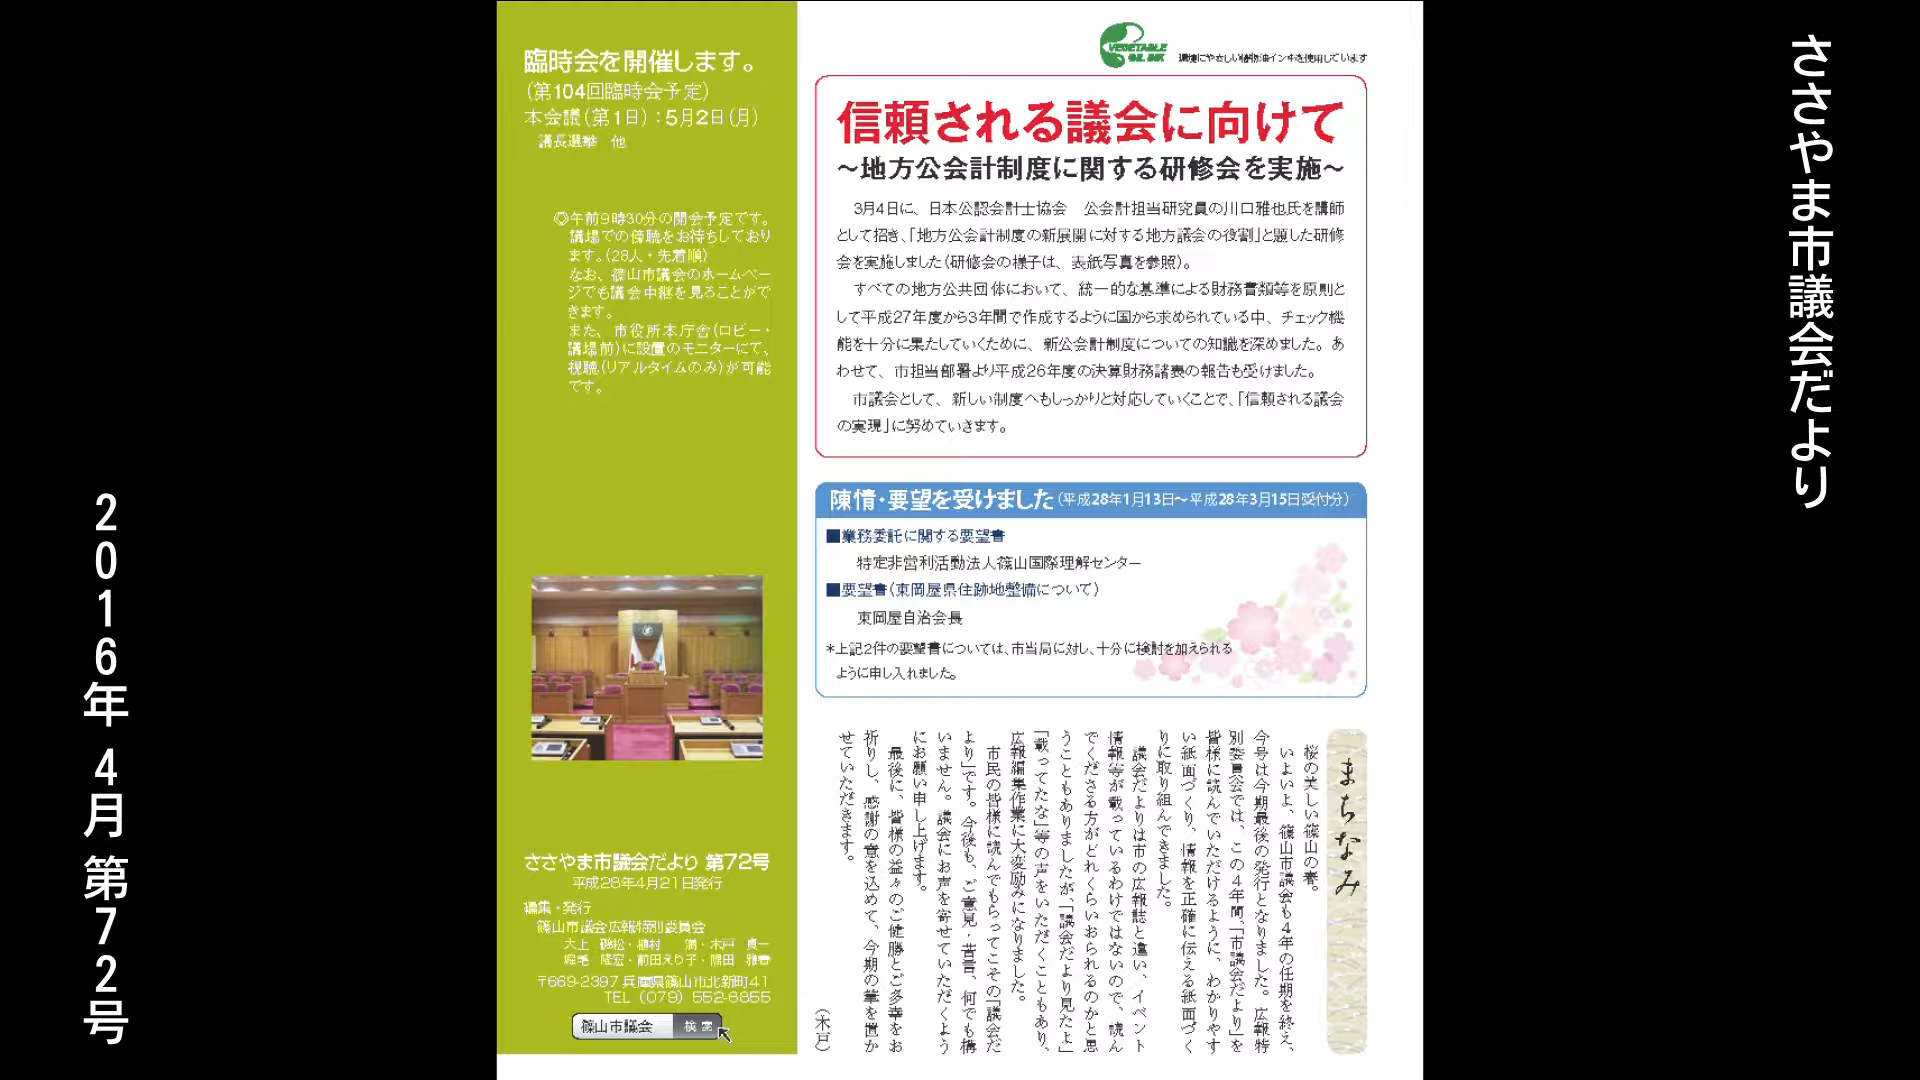 ささやま市議会だより
2016年 4月 第72号
臨時会を開催します。
(第104回臨時会予定)
本会議(第1日):5月2日(月)
議長選挙 他
◎午前9時30分の開会予定です。
議場での傍聴をお待ちしており
ます。(28人・先着順)
なお、篠山市議会のホームペー
ジでも議会中継を見ることがで
きます。
また、市役所本庁舎(ロビー・
議場前)に設置のモニターにて、
視聴(リアルタイムのみ)が可能
です。
ささやま市議会だより 第72号
平成28年4月21日発行
編集・発行
篠山市議会広報特別委員会
大上 磯松・植村 満・木戸 貞一
堀毛 隆宏・前田えり子・隈田 雅春
〒669-2397 兵庫県篠山市北新町41
TEL (079) 552-6855
篠山市議会 検索
VEGETABLE
OIL INK
環境にやさしい植物油インキを使用しています
信頼される議会に向けて
~地方公会計制度に関する研修会を実施~
3月4日に、日本公認会計士協会 公会計担当研究員の川口雅也氏を講師
として招き、「地方公会計制度の新展開に対する地方議会の役割」と題した研修
会を実施しました(研修会の様子は、表紙写真を参照)。
すべての地方公共団体において、統一的な基準による財務書類等を原則と
して平成27年度から3年間で作成するように国から求められている中、チェック機
能を十分に果たしていくために、新公会計制度についての知識を深めました。あ
わせて、市担当部署より平成26年度の決算財務諸表の報告も受けました。
市議会として、新しい制度へもしっかりと対応していくことで、「信頼される議会
の実現」に努めていきます。
陳情・要望を受けました(平成28年1月13日~平成28年3月15日受付分)
■業務委託に関する要望書
特定非営利活動法人篠山国際理解センター
■要望書(東岡屋県住跡地整備について)
東岡屋自治会長
*上記2件の要望書については、市当局に対し、十分に検討を加えられる
ように申し入れました。
まちなみ
桜の美しい篠山の春。
いよいよ、篠山市議会も4年の任期を終え、
今号は今期最後の発行となりました。広報特
別委員会では、この4年間、「市議会だより」を
皆様に読んでいただけるように、わかりやす
い紙面づくり、情報を正確に伝える紙面づく
りに取り組んできました。
議会だよりは市の広報誌と違い、イベント
情報等が載っているわけではないので、読ん
でくださる方がどれくらいおられるのかと思
うこともありましたが、「議会だより見たよ」
「載ってたな」等の声をいただくこともあり、
広報編集作業に大変励みになりました。
市民の皆様に読んでもらってこその「議会だ
より」です。今後も、ご意見・苦言、何でも構
いません。議会にお声を寄せていただくよう
にお願い申し上げます。
最後に、皆様の益々のご健勝とご多幸をお
祈りし、感謝の意を込めて、今期の筆を置か
せていただきます。
(木戸)